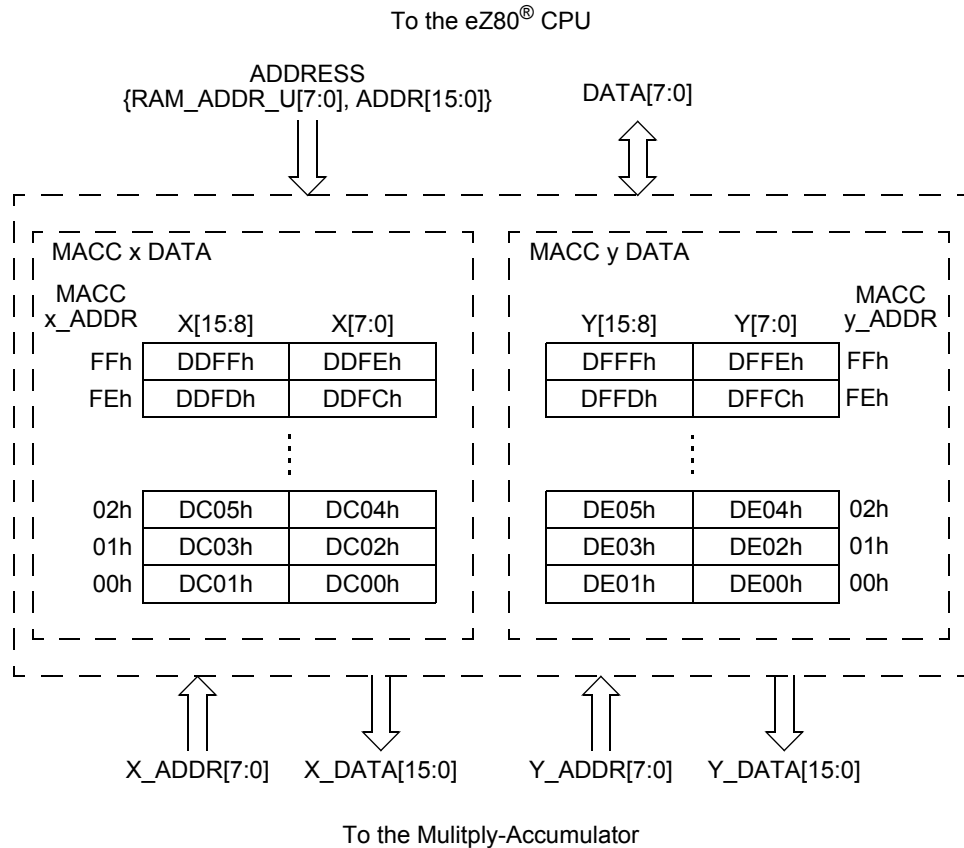 To the eZ80® CPU
ADDRESS
{RAM_ADDR_U[7:0], ADDR[15:0]}
DATA[7:0]
MACC x DATA
MACC
x_ADDR
X[15:8] X[7:0]
FFh DDFFh DDFEh
FEh DDFDh DDFCh
02h DC05h DC04h
01h DC03h DC02h
00h DC01h DC00h
MACC y DATA
MACC
y_ADDR
Y[15:8] Y[7:0]
DFFFh DFFEh FFh
DFFDh DFFCh FEh
DE05h DE04h 02h
DE03h DE02h 01h
DE01h DE00h 00h
X_ADDR[7:0] X_DATA[15:0] Y_ADDR[7:0] Y_DATA[15:0]
To the Mulitply-Accumulator